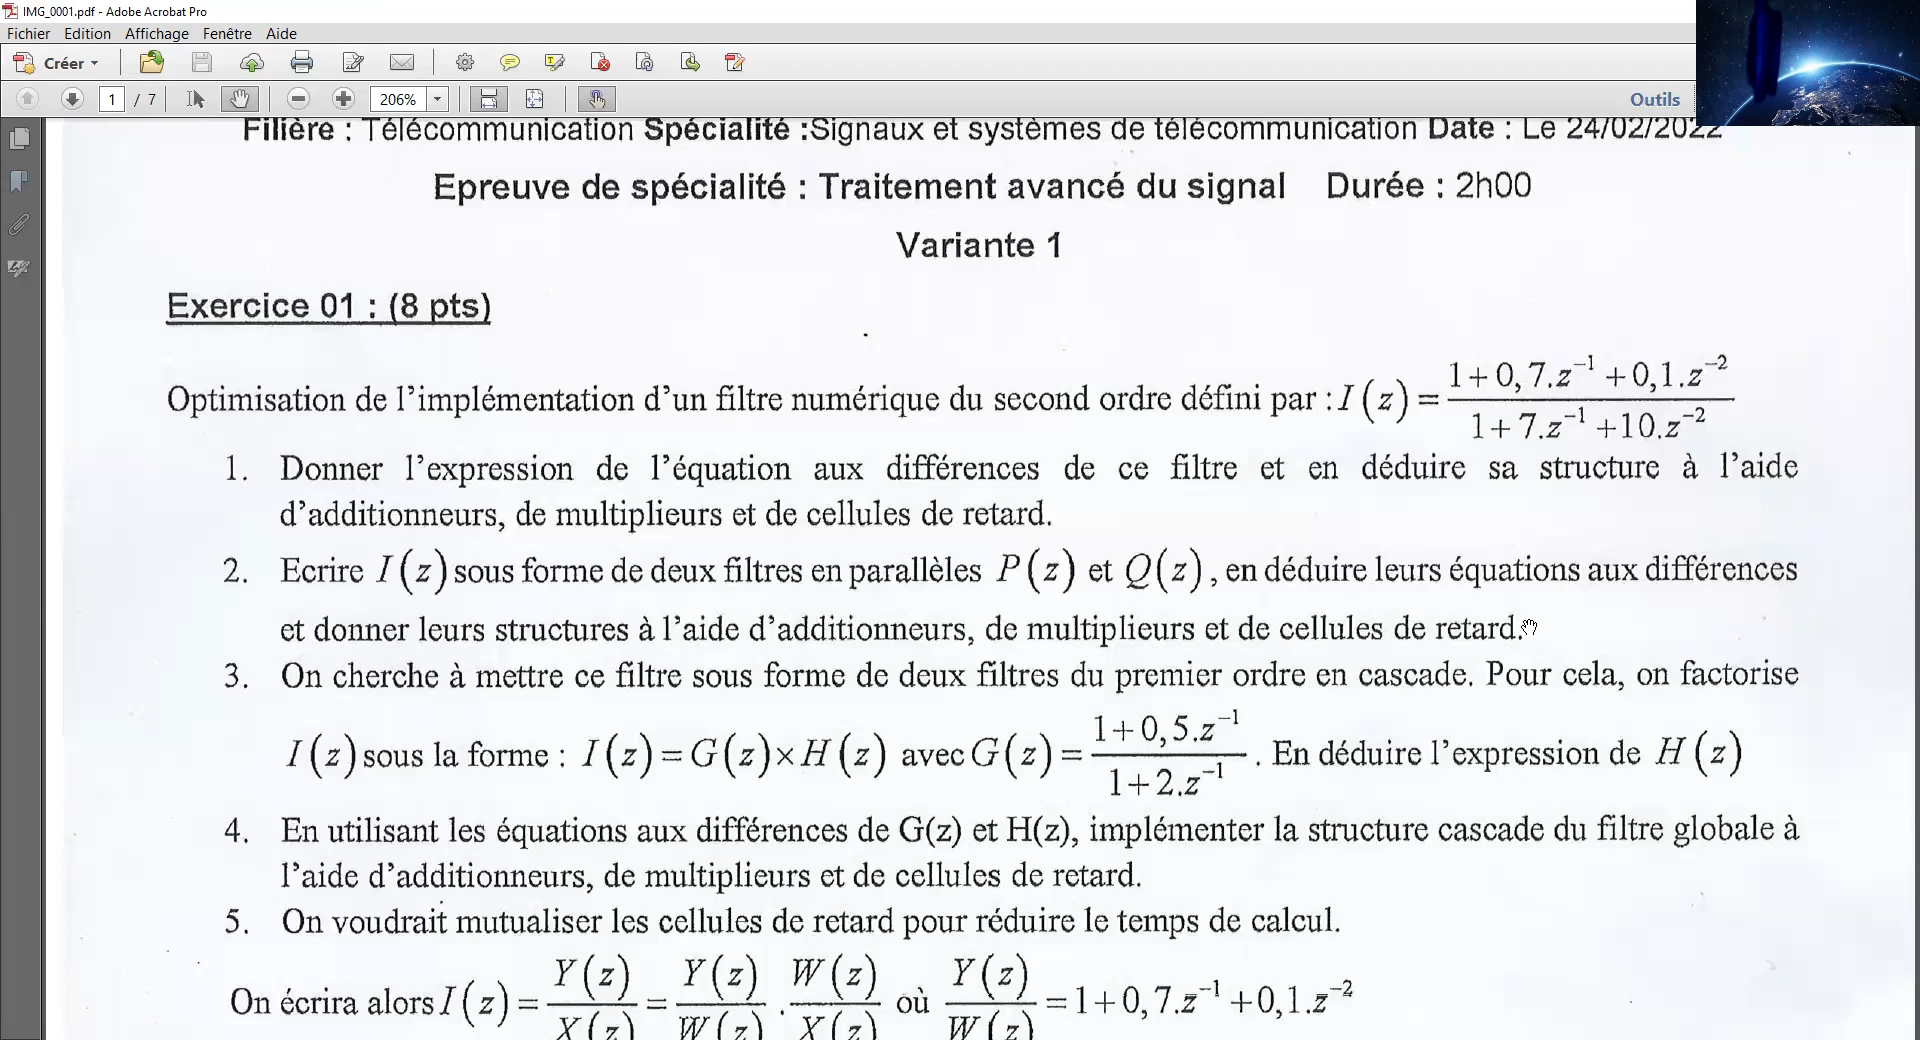 IMG_0001.pdf - Adobe Acrobat Pro
Fichier Edition Affichage Fenêtre Aide
Créer
1 / 7 206% Outils
Filière : Télécommunication Spécialité :Signaux et systèmes de télécommunication Date : Le 24/02/2022
Epreuve de spécialité : Traitement avancé du signal Durée : 2h00
Variante 1
Exercice 01 : (8 pts)
Optimisation de l'implémentation d'un filtre numérique du second ordre défini par : I(z) = (1+0,7.z⁻¹+0,1.z⁻²)/(1+7.z⁻¹+10.z⁻²)
1. Donner l'expression de l'équation aux différences de ce filtre et en déduire sa structure à l'aide
d'additionneurs, de multiplieurs et de cellules de retard.
2. Ecrire I(z) sous forme de deux filtres en parallèles P(z) et Q(z), en déduire leurs équations aux différences
et donner leurs structures à l'aide d'additionneurs, de multiplieurs et de cellules de retard.
3. On cherche à mettre ce filtre sous forme de deux filtres du premier ordre en cascade. Pour cela, on factorise
I(z) sous la forme : I(z) = G(z)×H(z) avec G(z) = (1+0,5.z⁻¹)/(1+2.z⁻¹). En déduire l'expression de H(z)
4. En utilisant les équations aux différences de G(z) et H(z), implémenter la structure cascade du filtre globale à
l'aide d'additionneurs, de multiplieurs et de cellules de retard.
5. On voudrait mutualiser les cellules de retard pour réduire le temps de calcul.
On écrira alors I(z) = Y(z)/X(z) = Y(z)/W(z) . W(z)/X(z) où Y(z)/W(z) = 1+0,7.z⁻¹+0,1.z⁻²